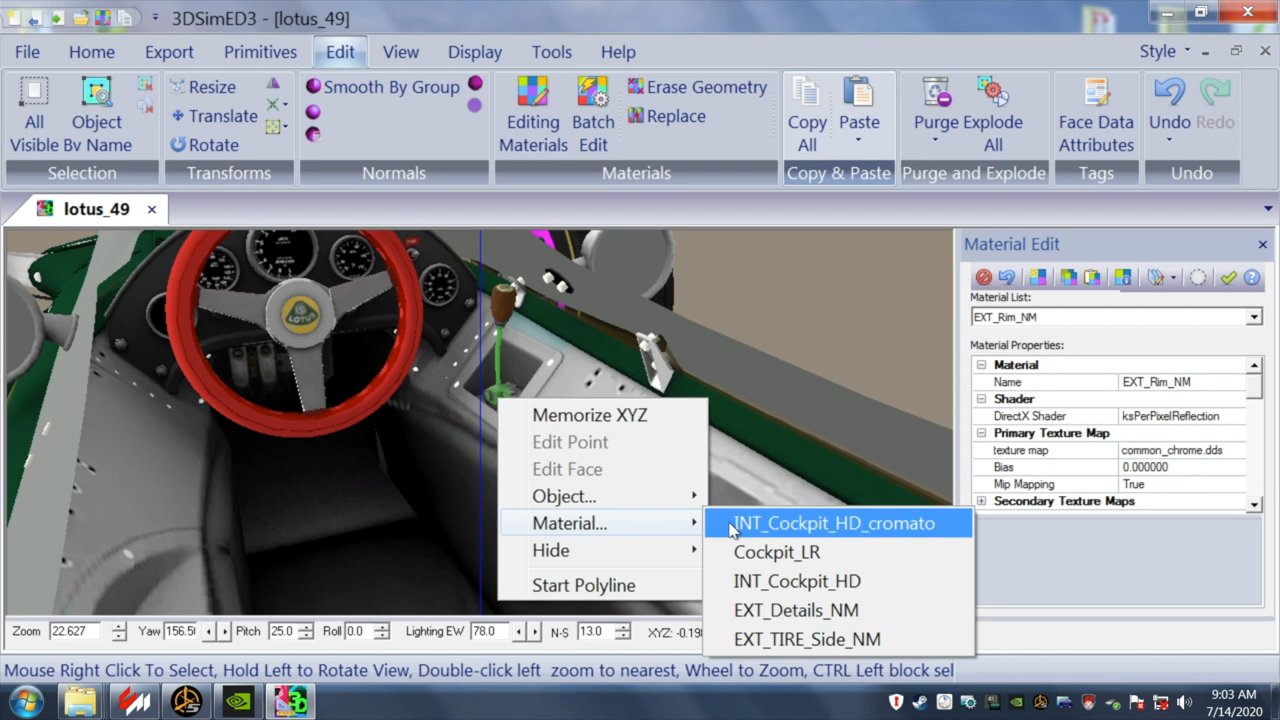 3DSimED3 - [lotus_49]
File Home Export Primitives Edit View Display Tools Help Style
All Visible
Object By Name
Resize
Translate
Rotate
Smooth By Group
Editing Materials
Batch Edit
Erase Geometry
Replace
Copy All
Paste
Purge
Explode All
Face Data Attributes
Undo
Redo
Selection Transforms Normals Materials Copy & Paste Purge and Explode Tags Undo
lotus_49
LOTUS
Material Edit
Material List:
EXT_Rim_NM
Material Properties:
Material
Name EXT_Rim_NM
Shader
DirectX Shader ksPerPixelReflection
Primary Texture Map
texture map common_chrome.dds
Bias 0.000000
Mip Mapping True
Secondary Texture Maps
Memorize XYZ
Edit Point
Edit Face
Object...
Material...
Hide
Start Polyline
INT_Cockpit_HD_cromato
Cockpit_LR
INT_Cockpit_HD
EXT_Details_NM
EXT_TIRE_Side_NM
Zoom 22.627 Yaw 156.5 Pitch 25.0 Roll 0.0 Lighting EW 78.0 N-S 13.0 XYZ: -0.19
Mouse Right Click To Select, Hold Left to Rotate View, Double-click left zoom to nearest, Wheel to Zoom, CTRL Left block sel
9:03 AM
7/14/2020